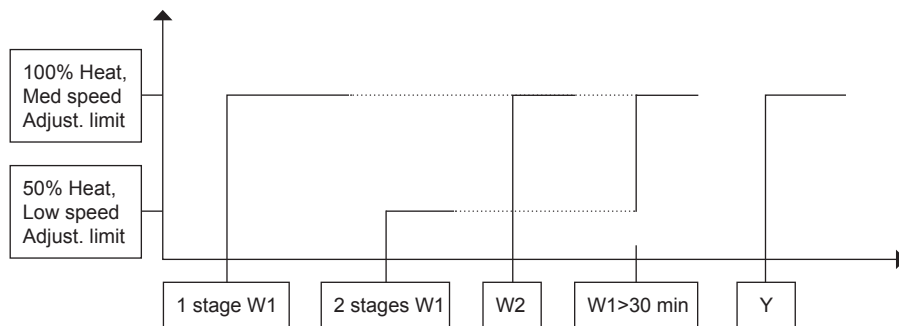 100% Heat,
Med speed
Adjust. limit
50% Heat,
Low speed
Adjust. limit
1 stage W1
2 stages W1
W2
W1>30 min
Y